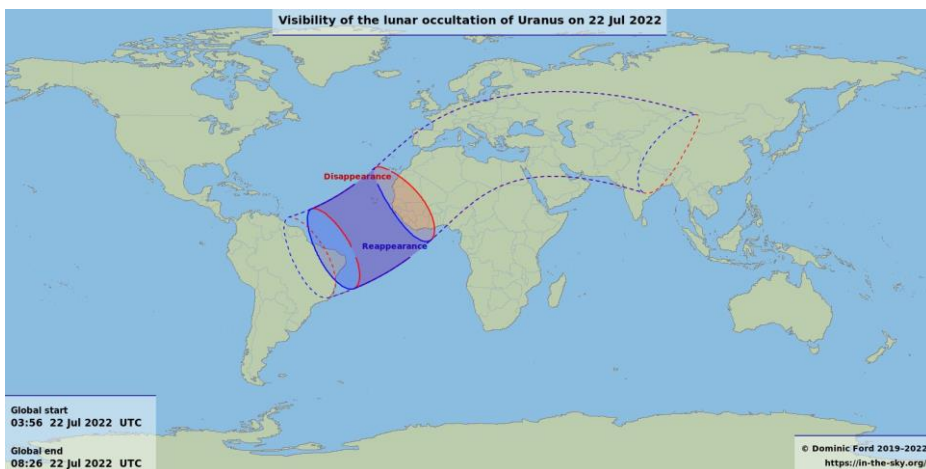 Visibility of the lunar occultation of Uranus on 22 Jul 2022
Disappearance
Reappearance
Global start
03:56 22 Jul 2022 UTC
Global end
08:26 22 Jul 2022 UTC
© Dominic Ford 2019–2022
https://in-the-sky.org/